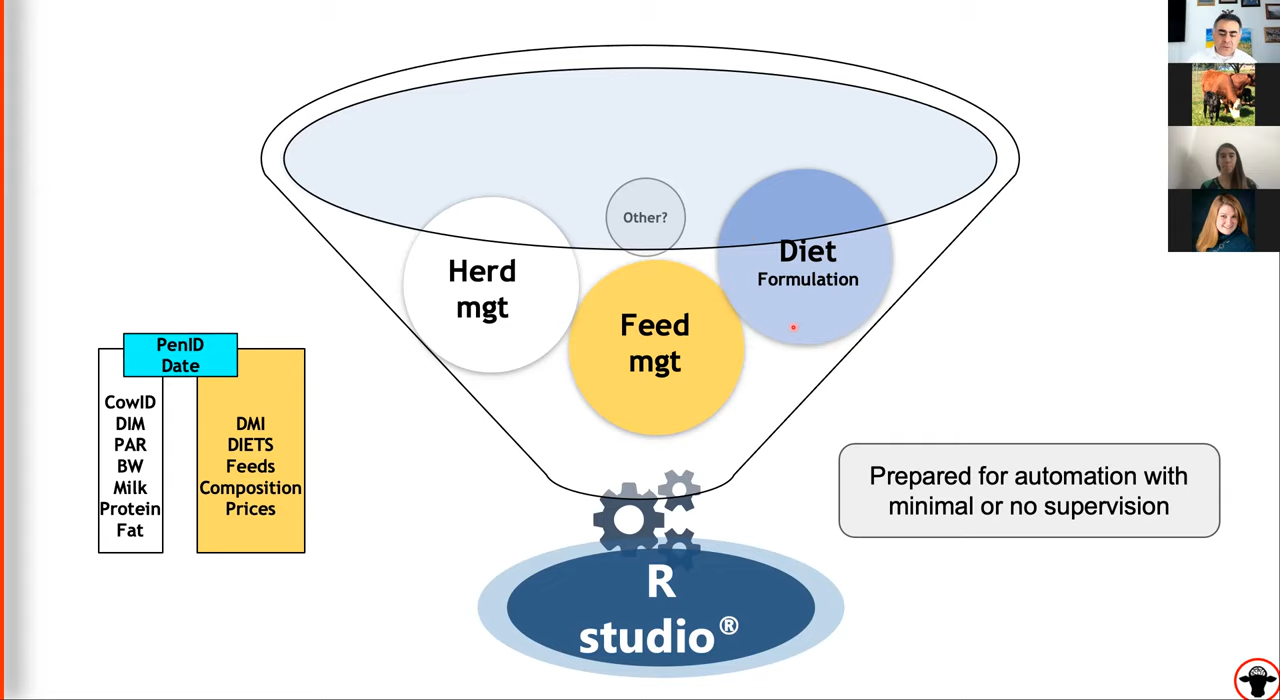 Other?
Herd
mgt
Feed
mgt
Diet
Formulation
PenID
Date
CowID
DIM
PAR
BW
Milk
Protein
Fat
DMI
DIETS
Feeds
Composition
Prices
Prepared for automation with
minimal or no supervision
R
studio®